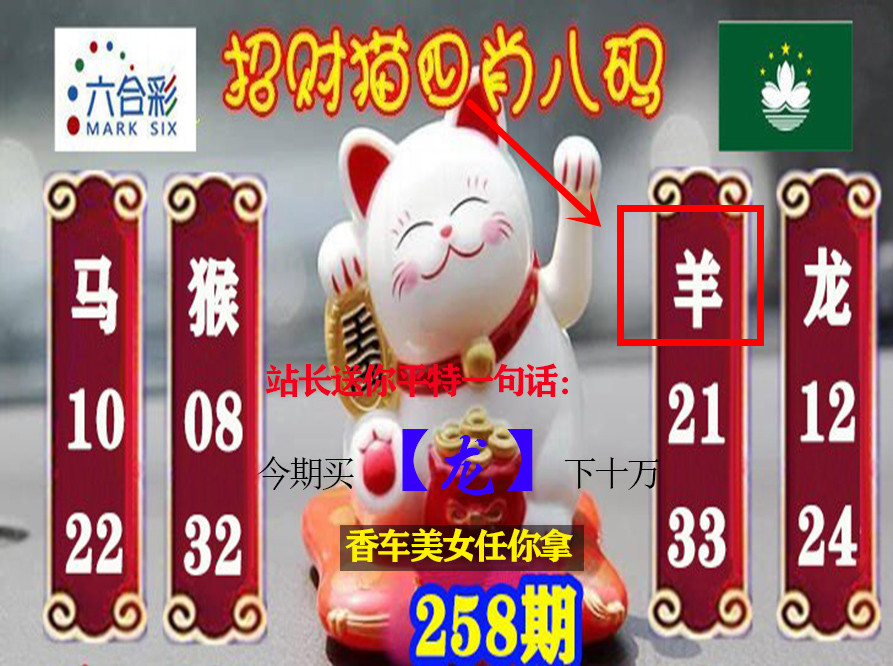 六合彩
MARK SIX
招财猫四肖八码
马
10
22
猴
08
32
羊
21
33
龙
12
24
站长送你平特一句话：
今期买【龙】下十万
香车美女任你拿
258期